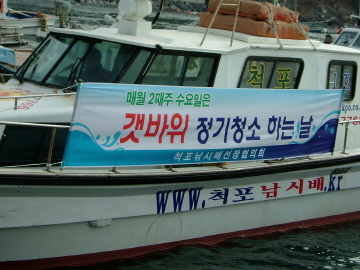 매월 2째주 수요일은
갯바위 정기청소 하는 날
척포낚시배선장협의회
척포
www.척포낚시배.kr